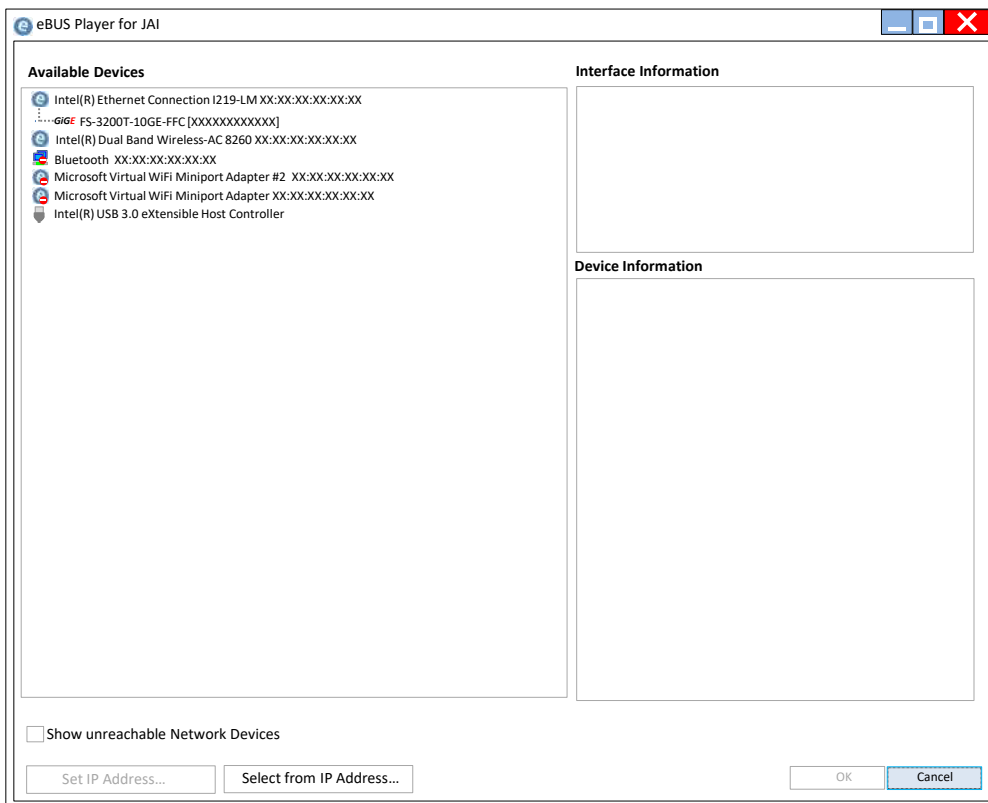 eBUS Player for JAI
Available Devices
Interface Information
Intel(R) Ethernet Connection I219-LM XX:XX:XX:XX:XX:XX
GiGE FS-3200T-10GE-FFC [XXXXXXXXXXXX]
Intel(R) Dual Band Wireless-AC 8260 XX:XX:XX:XX:XX:XX
Bluetooth XX:XX:XX:XX:XX:XX
Microsoft Virtual WiFi Miniport Adapter #2 XX:XX:XX:XX:XX:XX
Microsoft Virtual WiFi Miniport Adapter XX:XX:XX:XX:XX:XX
Intel(R) USB 3.0 eXtensible Host Controller
Device Information
Show unreachable Network Devices
Set IP Address...
Select from IP Address...
OK
Cancel